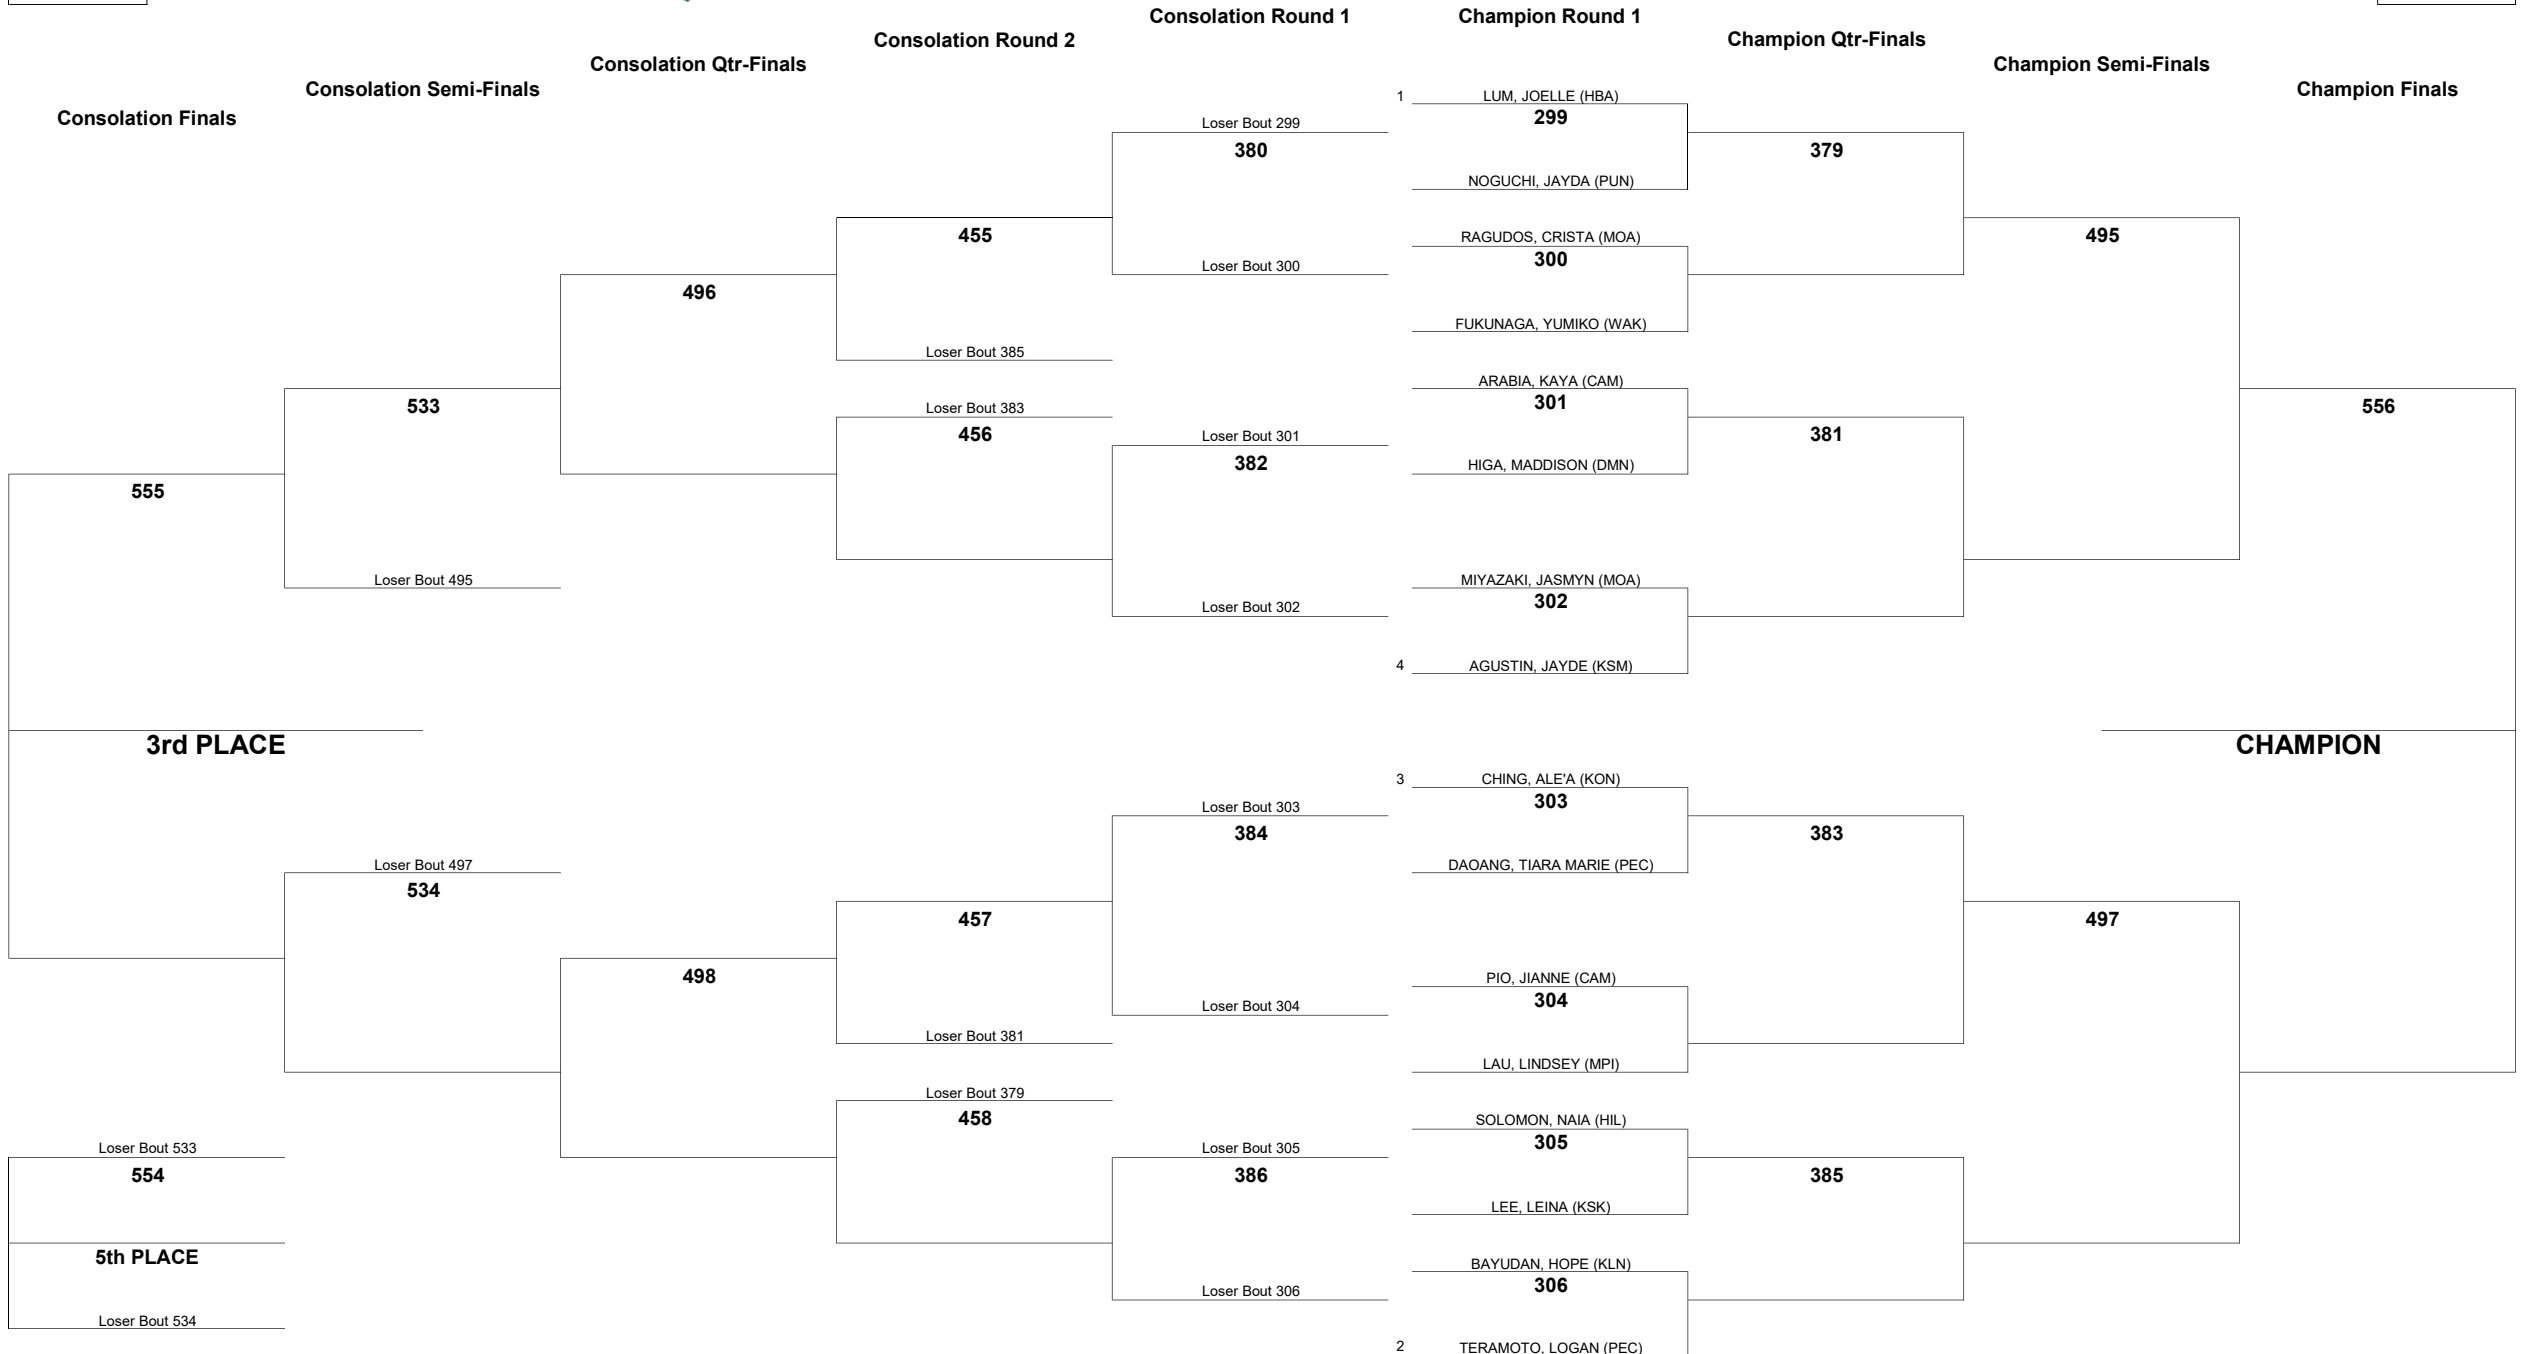 Consolation Round 1
Champion Round 1
Consolation Round 2
Champion Qtr-Finals
Consolation Qtr-Finals
Champion Semi-Finals
Consolation Semi-Finals
Champion Finals
Consolation Finals
1 LUM, JOELLE (HBA)
299
Loser Bout 299
380
379
NOGUCHI, JAYDA (PUN)
455
RAGUDOS, CRISTA (MOA)
495
300
Loser Bout 300
496
FUKUNAGA, YUMIKO (WAK)
Loser Bout 385
ARABIA, KAYA (CAM)
301
533
Loser Bout 383
556
456
Loser Bout 301
381
382
HIGA, MADDISON (DMN)
555
Loser Bout 495
MIYAZAKI, JASMYN (MOA)
302
Loser Bout 302
4 AGUSTIN, JAYDE (KSM)
3rd PLACE
CHAMPION
3 CHING, ALE'A (KON)
303
Loser Bout 303
384
383
Loser Bout 497
DAOANG, TIARA MARIE (PEC)
534
457
497
498
PIO, JIANNE (CAM)
304
Loser Bout 304
Loser Bout 381
LAU, LINDSEY (MPI)
Loser Bout 379
458
SOLOMON, NAIA (HIL)
305
Loser Bout 533
Loser Bout 305
554
386
385
LEE, LEINA (KSK)
5th PLACE
BAYUDAN, HOPE (KLN)
306
Loser Bout 306
Loser Bout 534
2 TERAMOTO, LOGAN (PEC)